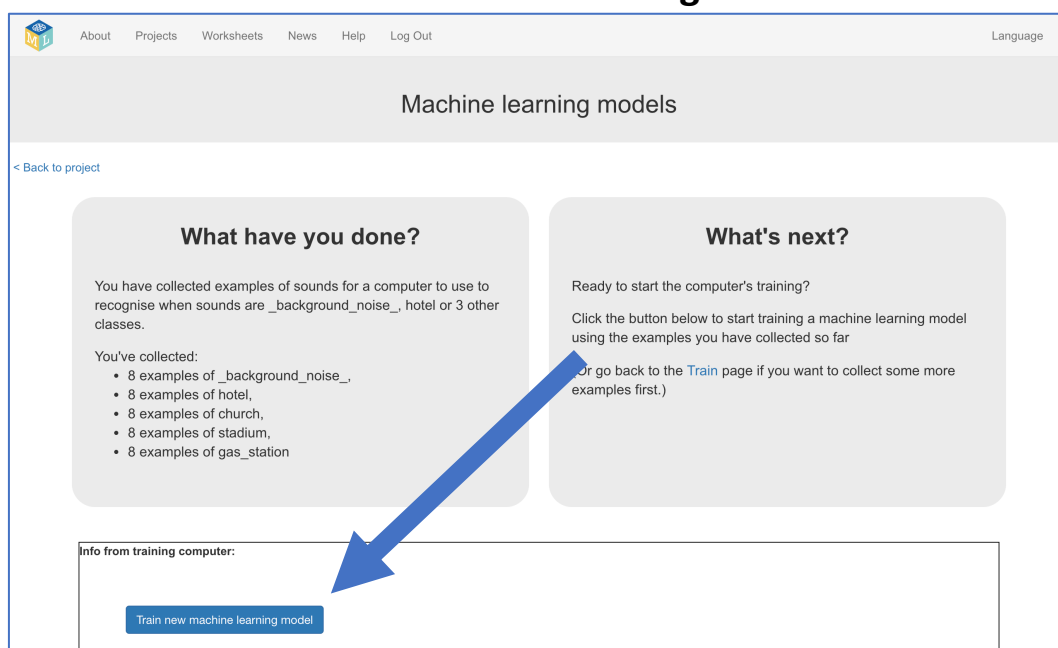 g
ML
About Projects Worksheets News Help Log Out Language
Machine learning models
< Back to project
What have you done?
You have collected examples of sounds for a computer to use to
recognise when sounds are _background_noise_, hotel or 3 other
classes.
You've collected:
• 8 examples of _background_noise_,
• 8 examples of hotel,
• 8 examples of church,
• 8 examples of stadium,
• 8 examples of gas_station
What's next?
Ready to start the computer's training?
Click the button below to start training a machine learning model
using the examples you have collected so far
Or go back to the Train page if you want to collect some more
examples first.)
Info from training computer:
Train new machine learning model